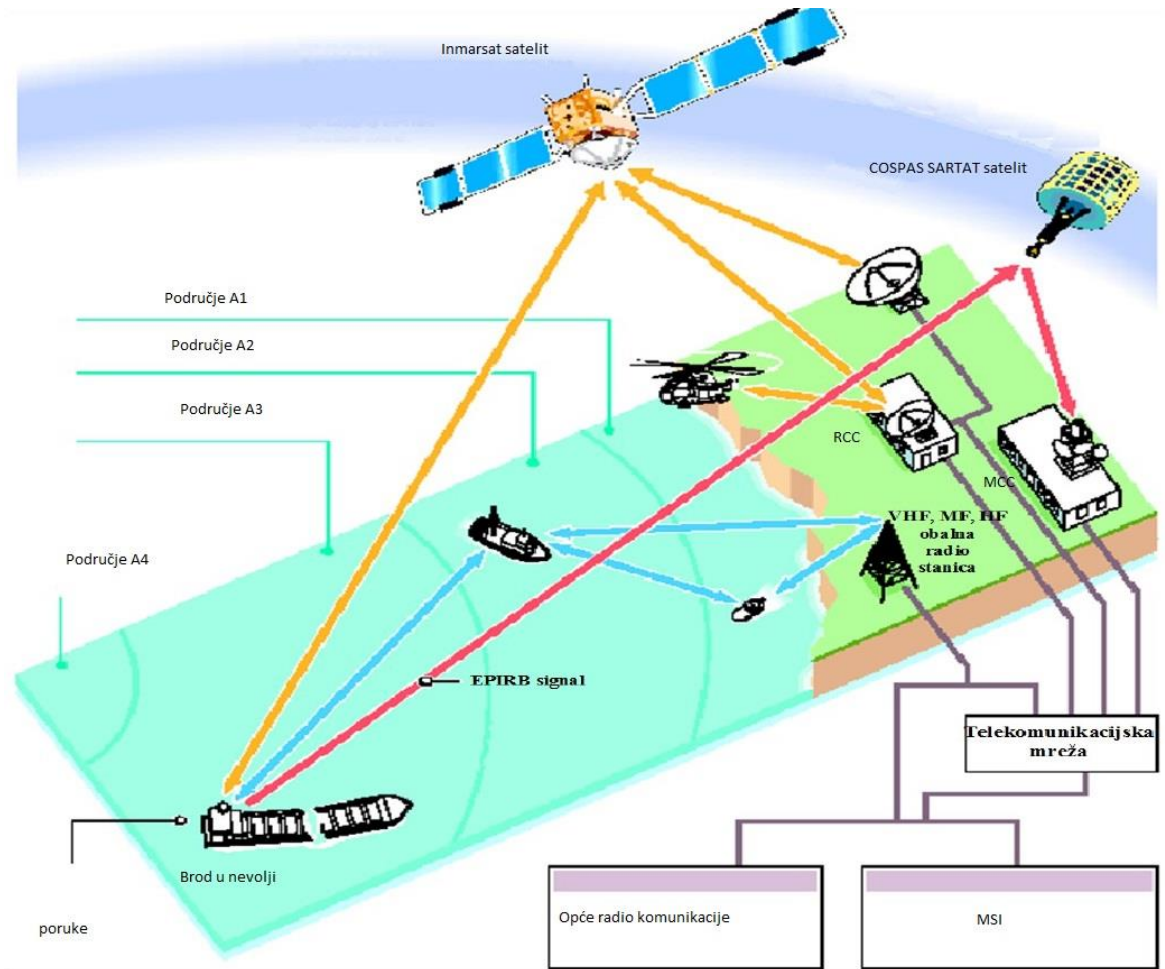 Inmarsat satelit
COSPAS SARTAT satelit
Područje A1
Područje A2
Područje A3
RCC
MCC
VHF, MF, HF
obalna
radio
stanica
Područje A4
EPIRB signal
Telekomunikacijska
mreža
Brod u nevolji
poruke
Opće radio komunikacije
MSI